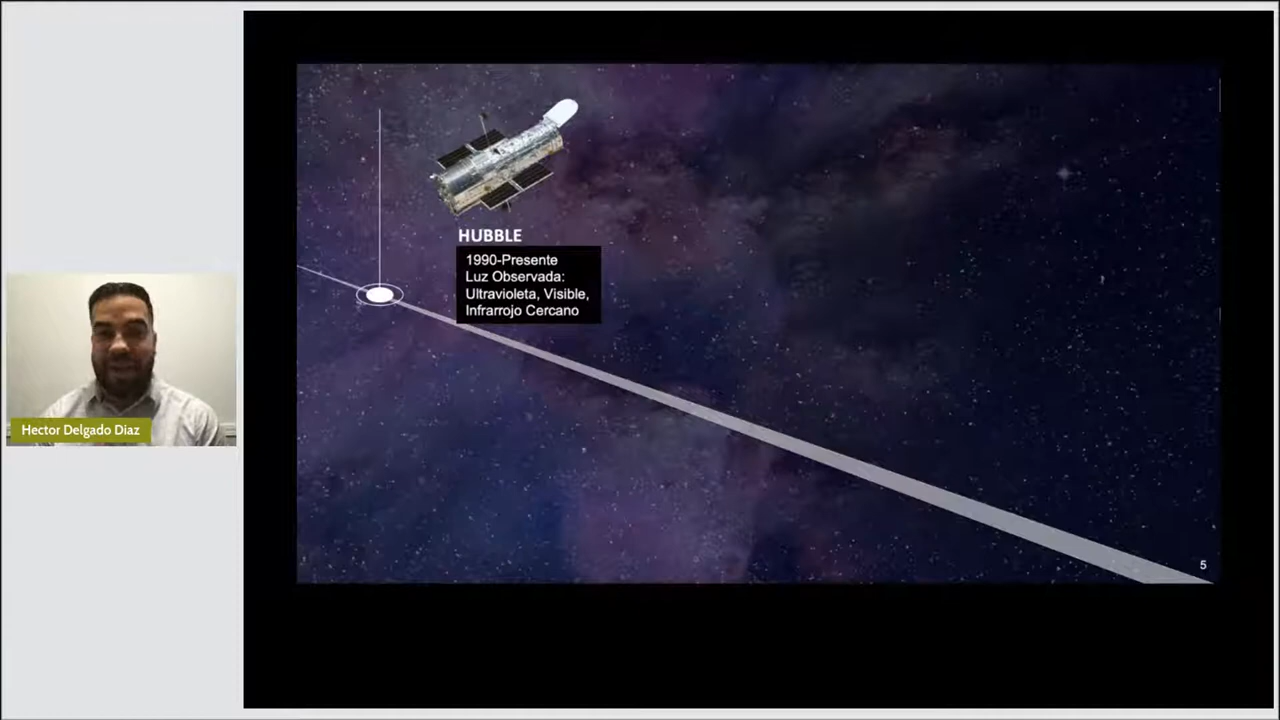 HUBBLE
1990-Presente
Luz Observada:
Ultravioleta, Visible,
Infrarrojo Cercano
Hector Delgado Diaz
5